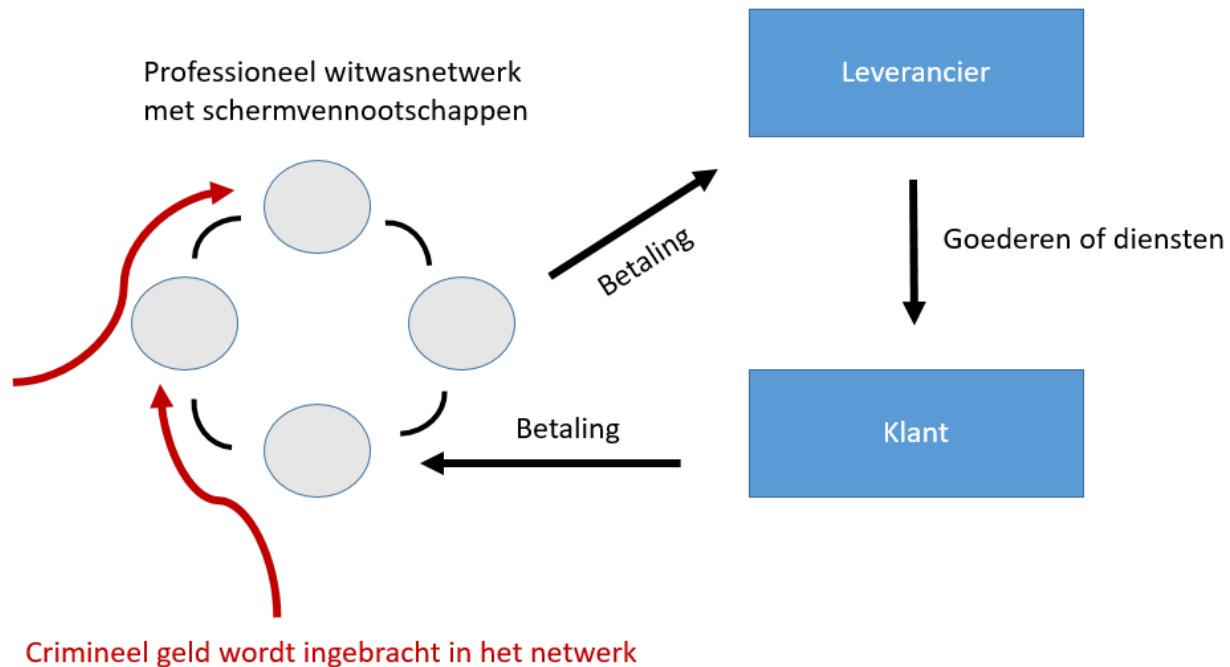 Professioneel witwasnetwerk
met schermvennootschappen
Leverancier
Betaling
Goederen of diensten
Betaling
Klant
Crimineel geld wordt ingebracht in het netwerk